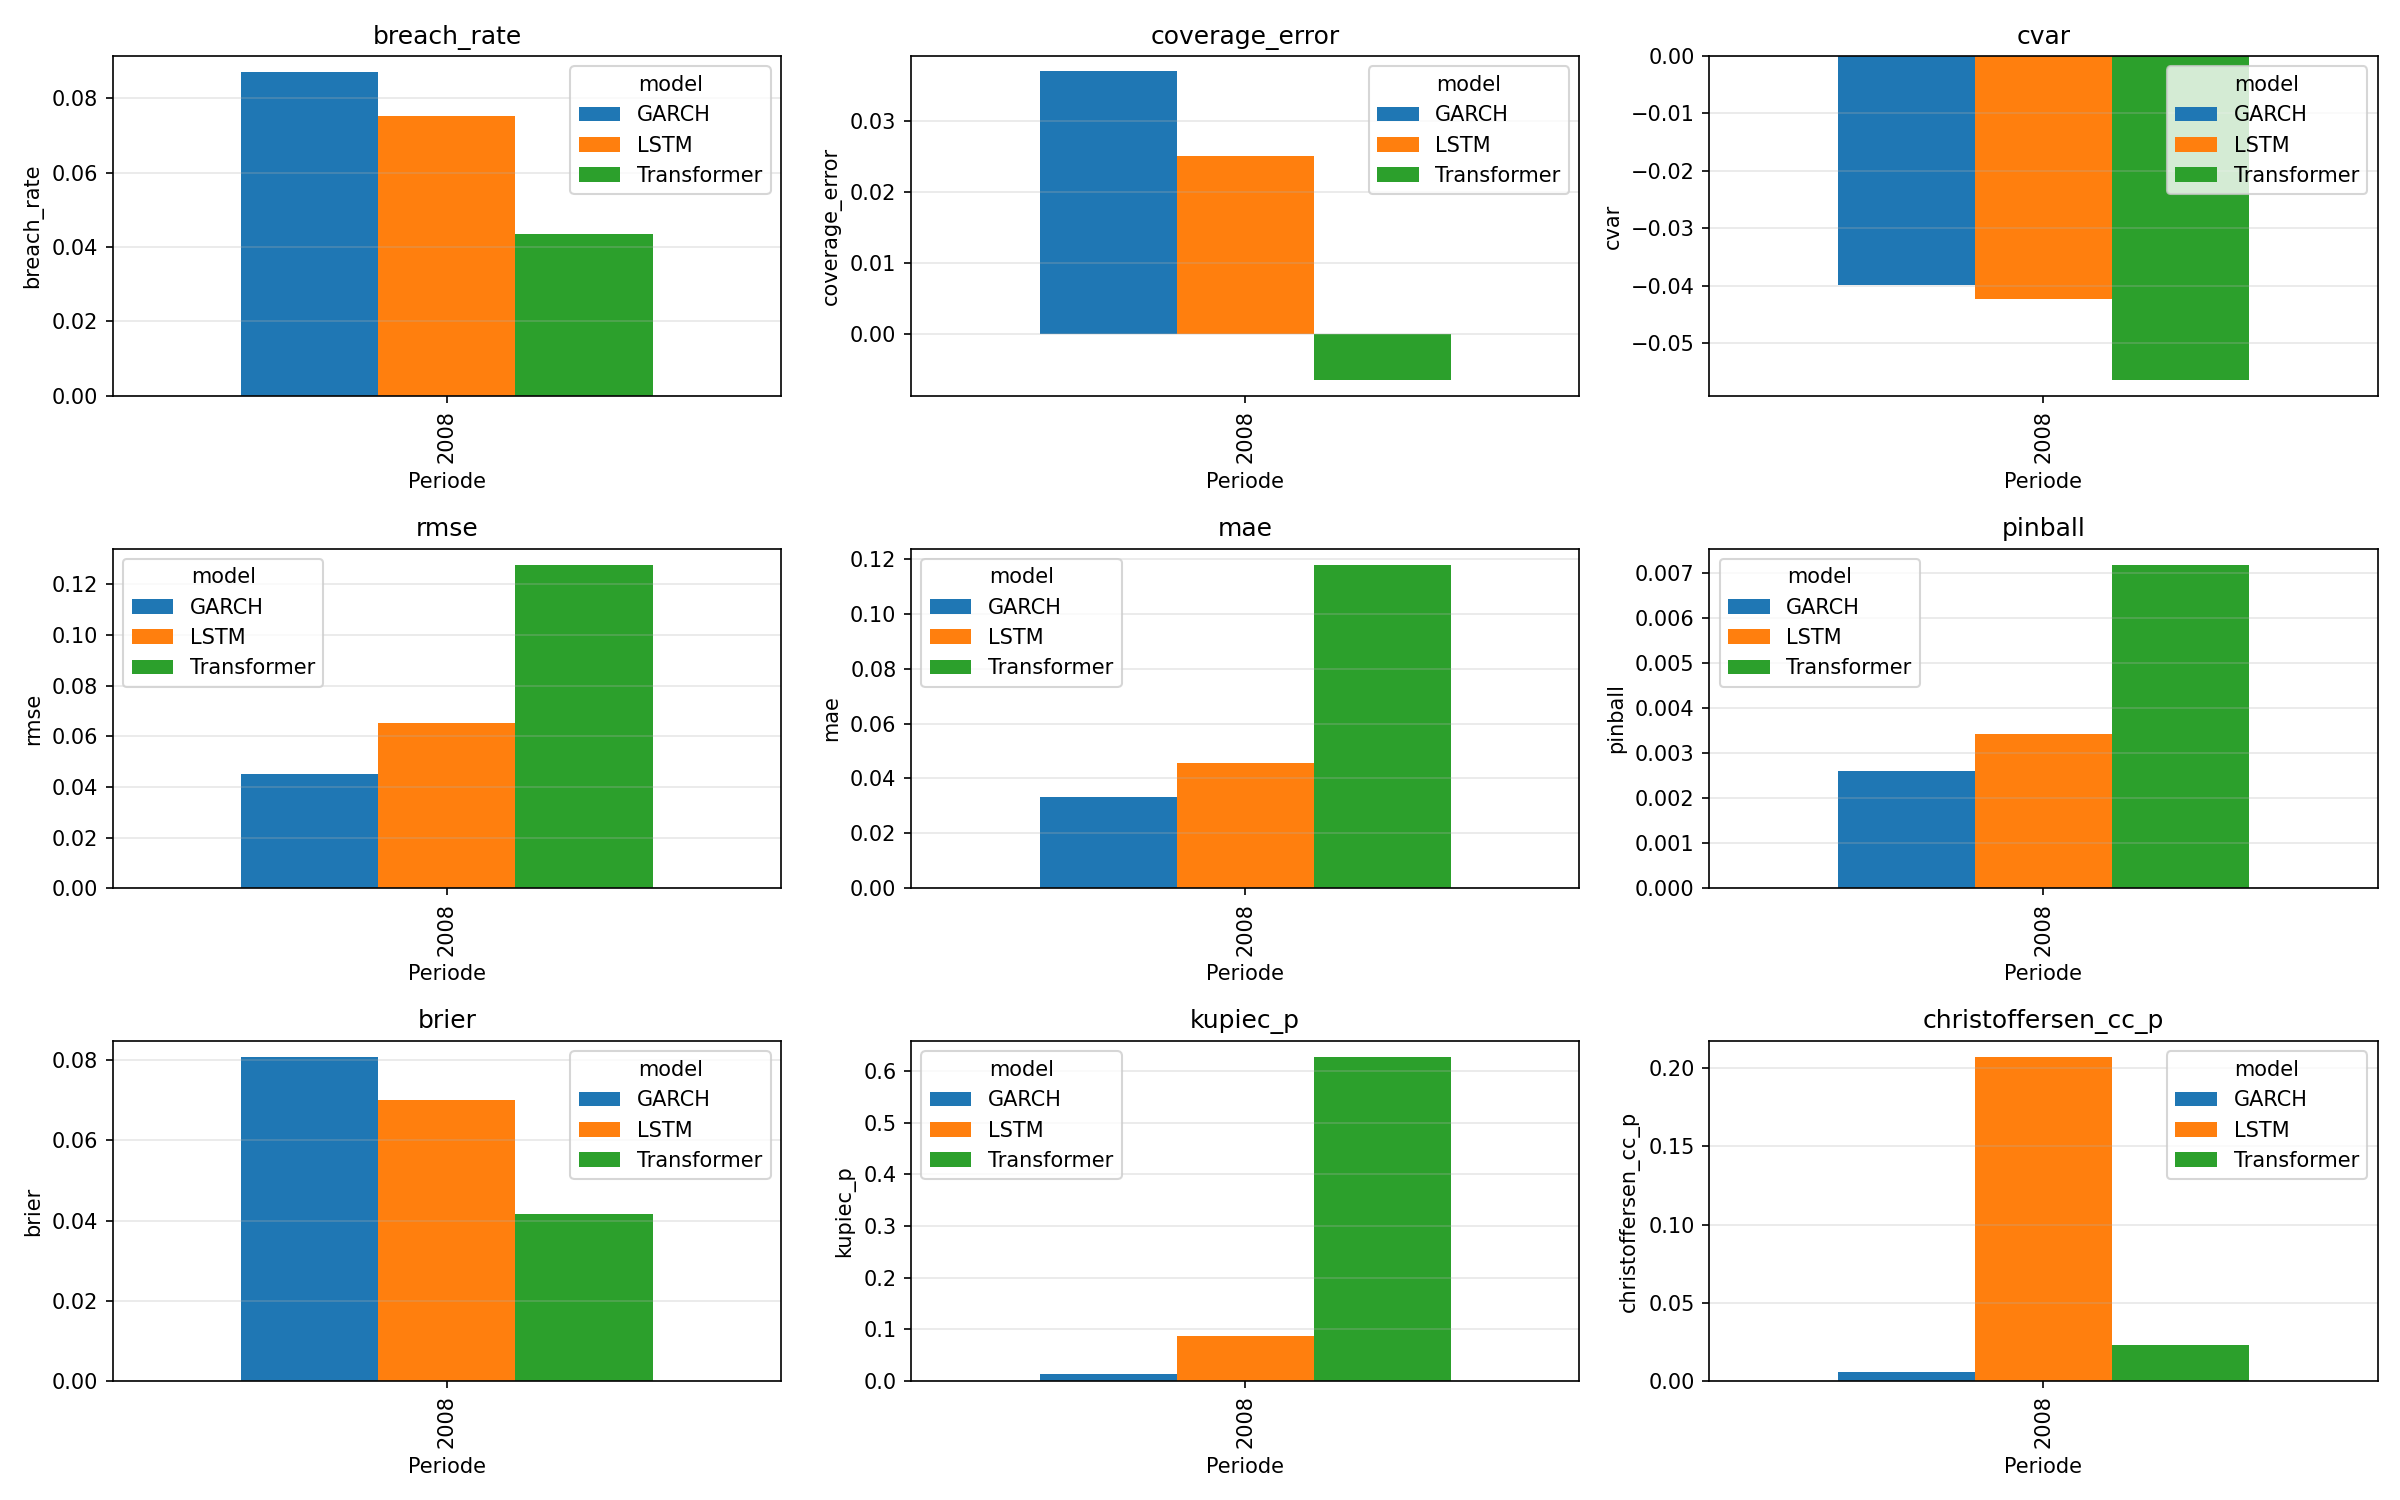 breach_rate
breach_rate
0.08
0.06
0.04
0.02
0.00
model
GARCH
LSTM
Transformer
2008
Periode
coverage_error
coverage_error
0.03
0.02
0.01
0.00
model
GARCH
LSTM
Transformer
2008
Periode
cvar
cvar
0.00
−0.01
−0.02
−0.03
−0.04
−0.05
model
GARCH
LSTM
Transformer
2008
Periode
rmse
rmse
0.12
0.10
0.08
0.06
0.04
0.02
0.00
model
GARCH
LSTM
Transformer
2008
Periode
mae
mae
0.12
0.10
0.08
0.06
0.04
0.02
0.00
model
GARCH
LSTM
Transformer
2008
Periode
pinball
pinball
0.007
0.006
0.005
0.004
0.003
0.002
0.001
0.000
model
GARCH
LSTM
Transformer
2008
Periode
brier
brier
0.08
0.06
0.04
0.02
0.00
model
GARCH
LSTM
Transformer
2008
Periode
kupiec_p
kupiec_p
0.6
0.5
0.4
0.3
0.2
0.1
0.0
model
GARCH
LSTM
Transformer
2008
Periode
christoffersen_cc_p
christoffersen_cc_p
0.20
0.15
0.10
0.05
0.00
model
GARCH
LSTM
Transformer
2008
Periode